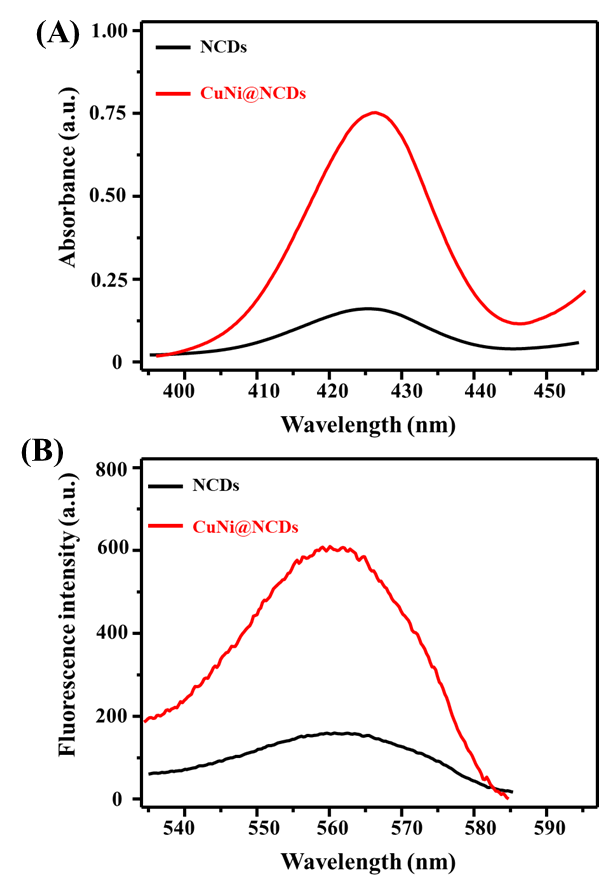 (A)
1.00
NCDs
CuNi@NCDs
0.75
0.50
0.25
0
Absorbance (a.u.)
400 410 420 430 440 450
Wavelength (nm)
(B)
800
NCDs
CuNi@NCDs
600
400
200
0
Fluorescence intensity (a.u.)
540 550 560 570 580 590
Wavelength (nm)